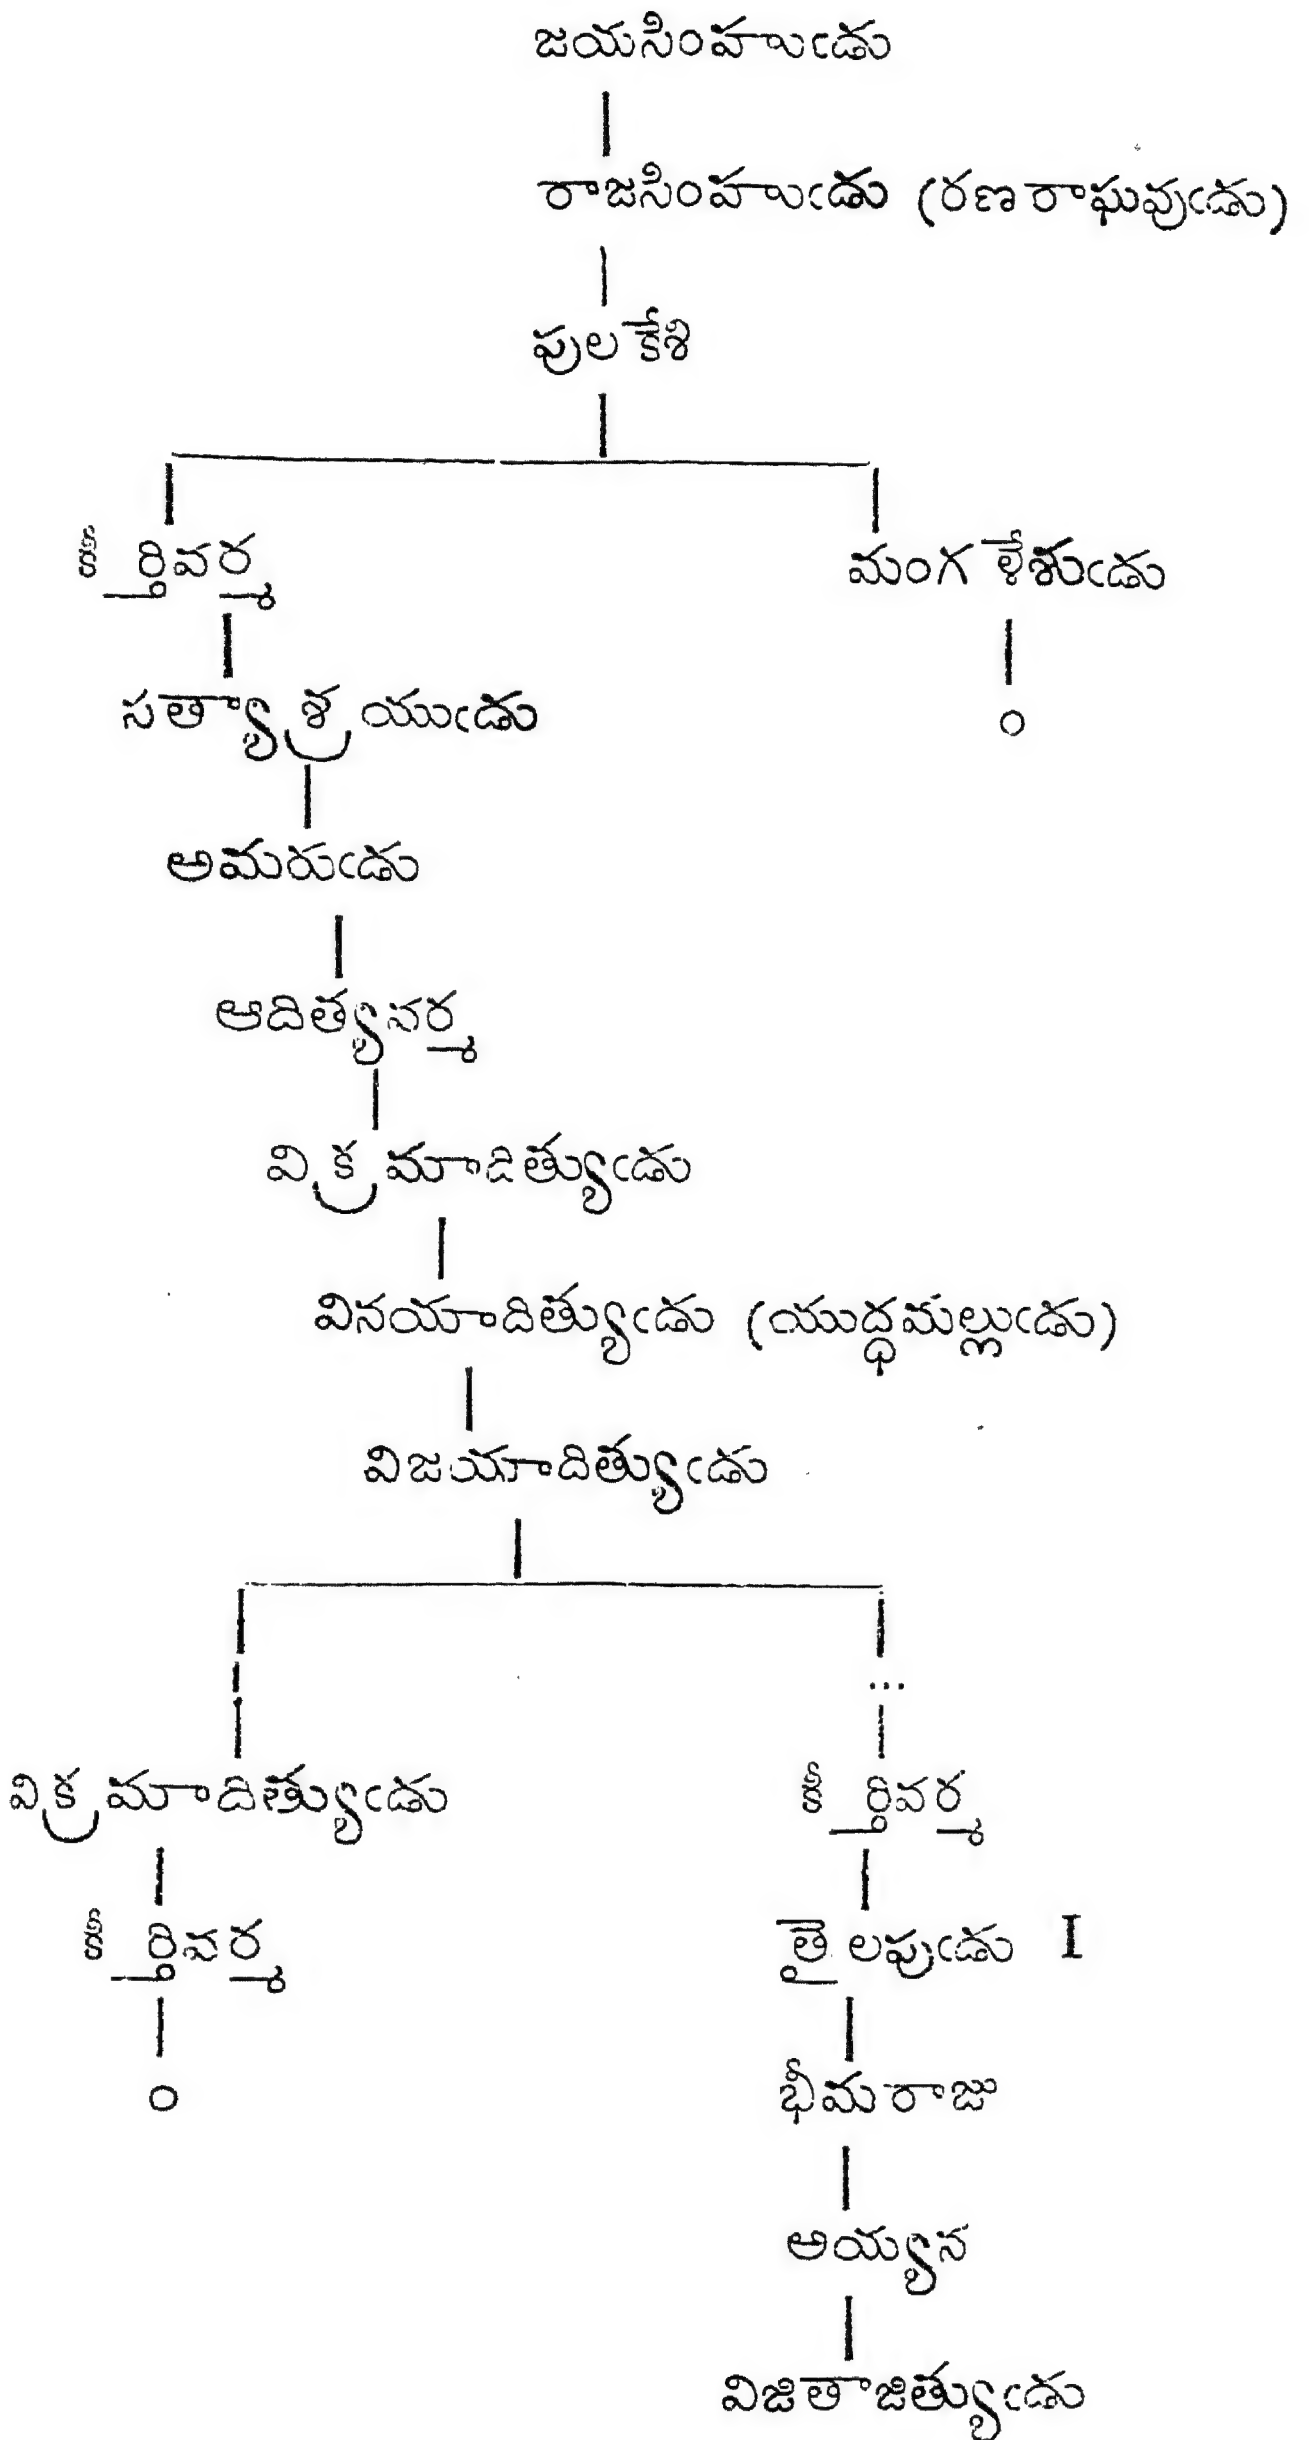 జయసింహుఁడు
రాజసింహుఁడు (రణరాఘవుఁడు)
పులకేశి
కీర్తివర్మ మంగళేశుఁడు
సత్యాశ్రయుఁడు ౦
అమరుఁడు
ఆదిత్యవర్మ
విక్రమాదిత్యుఁడు
వినయాదిత్యుఁడు (యుద్ధమల్లుఁడు)
విజయాదిత్యుఁడు
...
విక్రమాదిత్యుఁడు కీర్తివర్మ
కీర్తివర్మ తైలపుఁడు I
౦ భీమరాజు
అయ్యన
విజితాజిత్యుఁడు